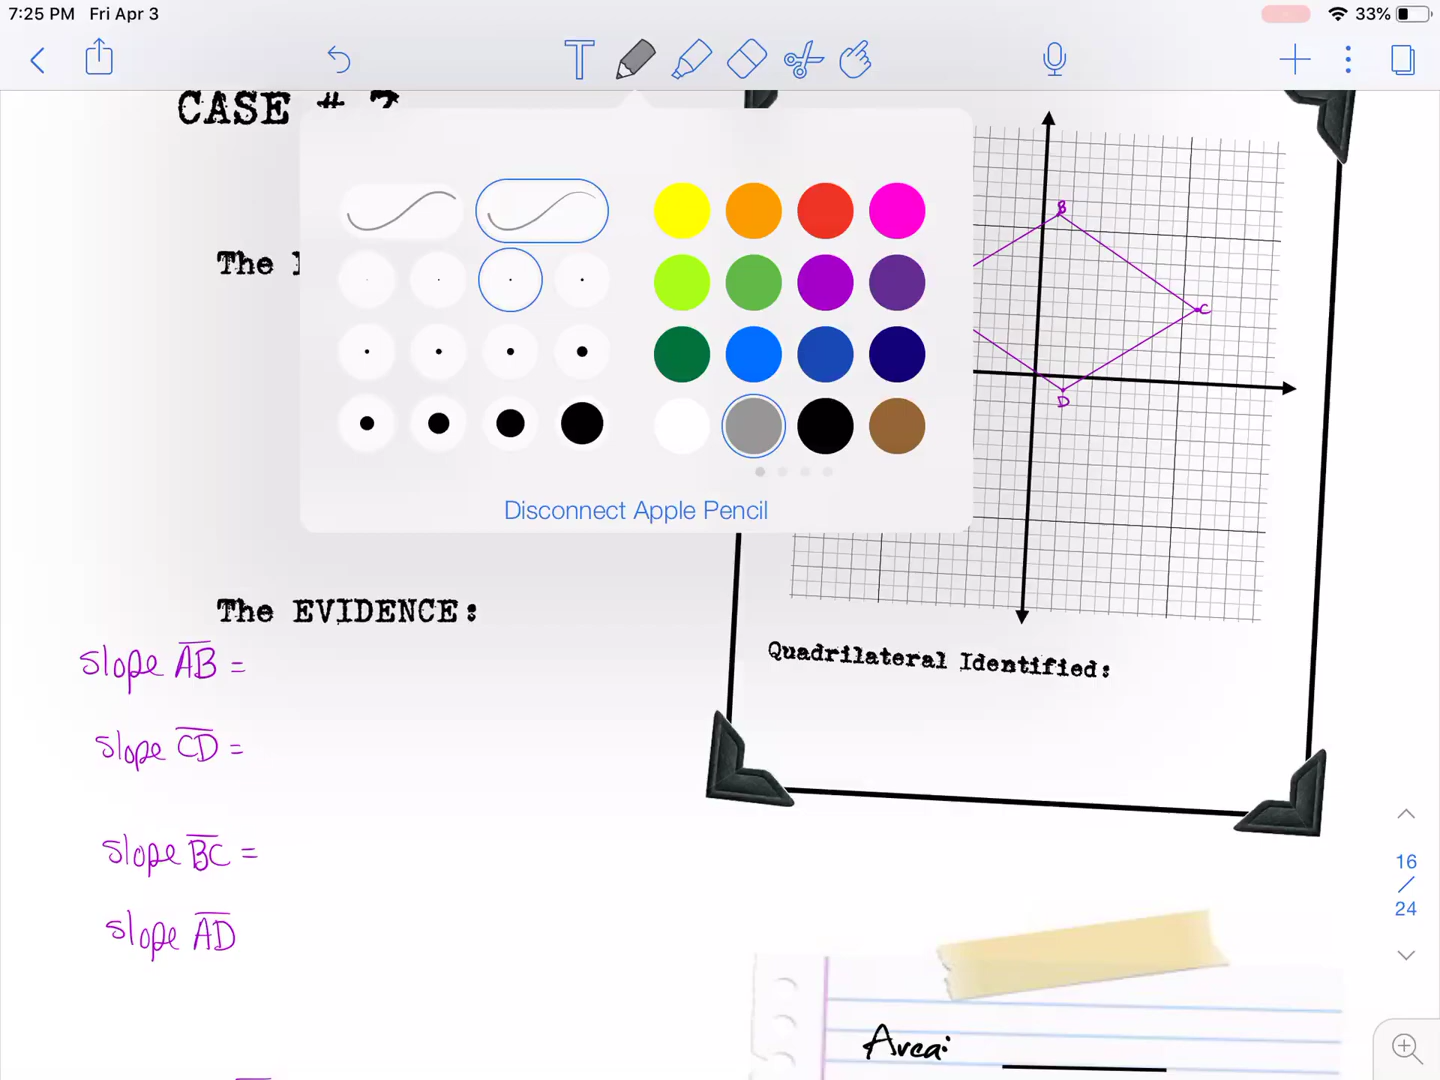 7:25 PM Fri Apr 3
33%
T
CASE #
The
B
C
D
Disconnect Apple Pencil
The EVIDENCE:
slope AB =
slope CD =
slope BC =
slope AD
Quadrilateral Identified:
16
/
24
Area: